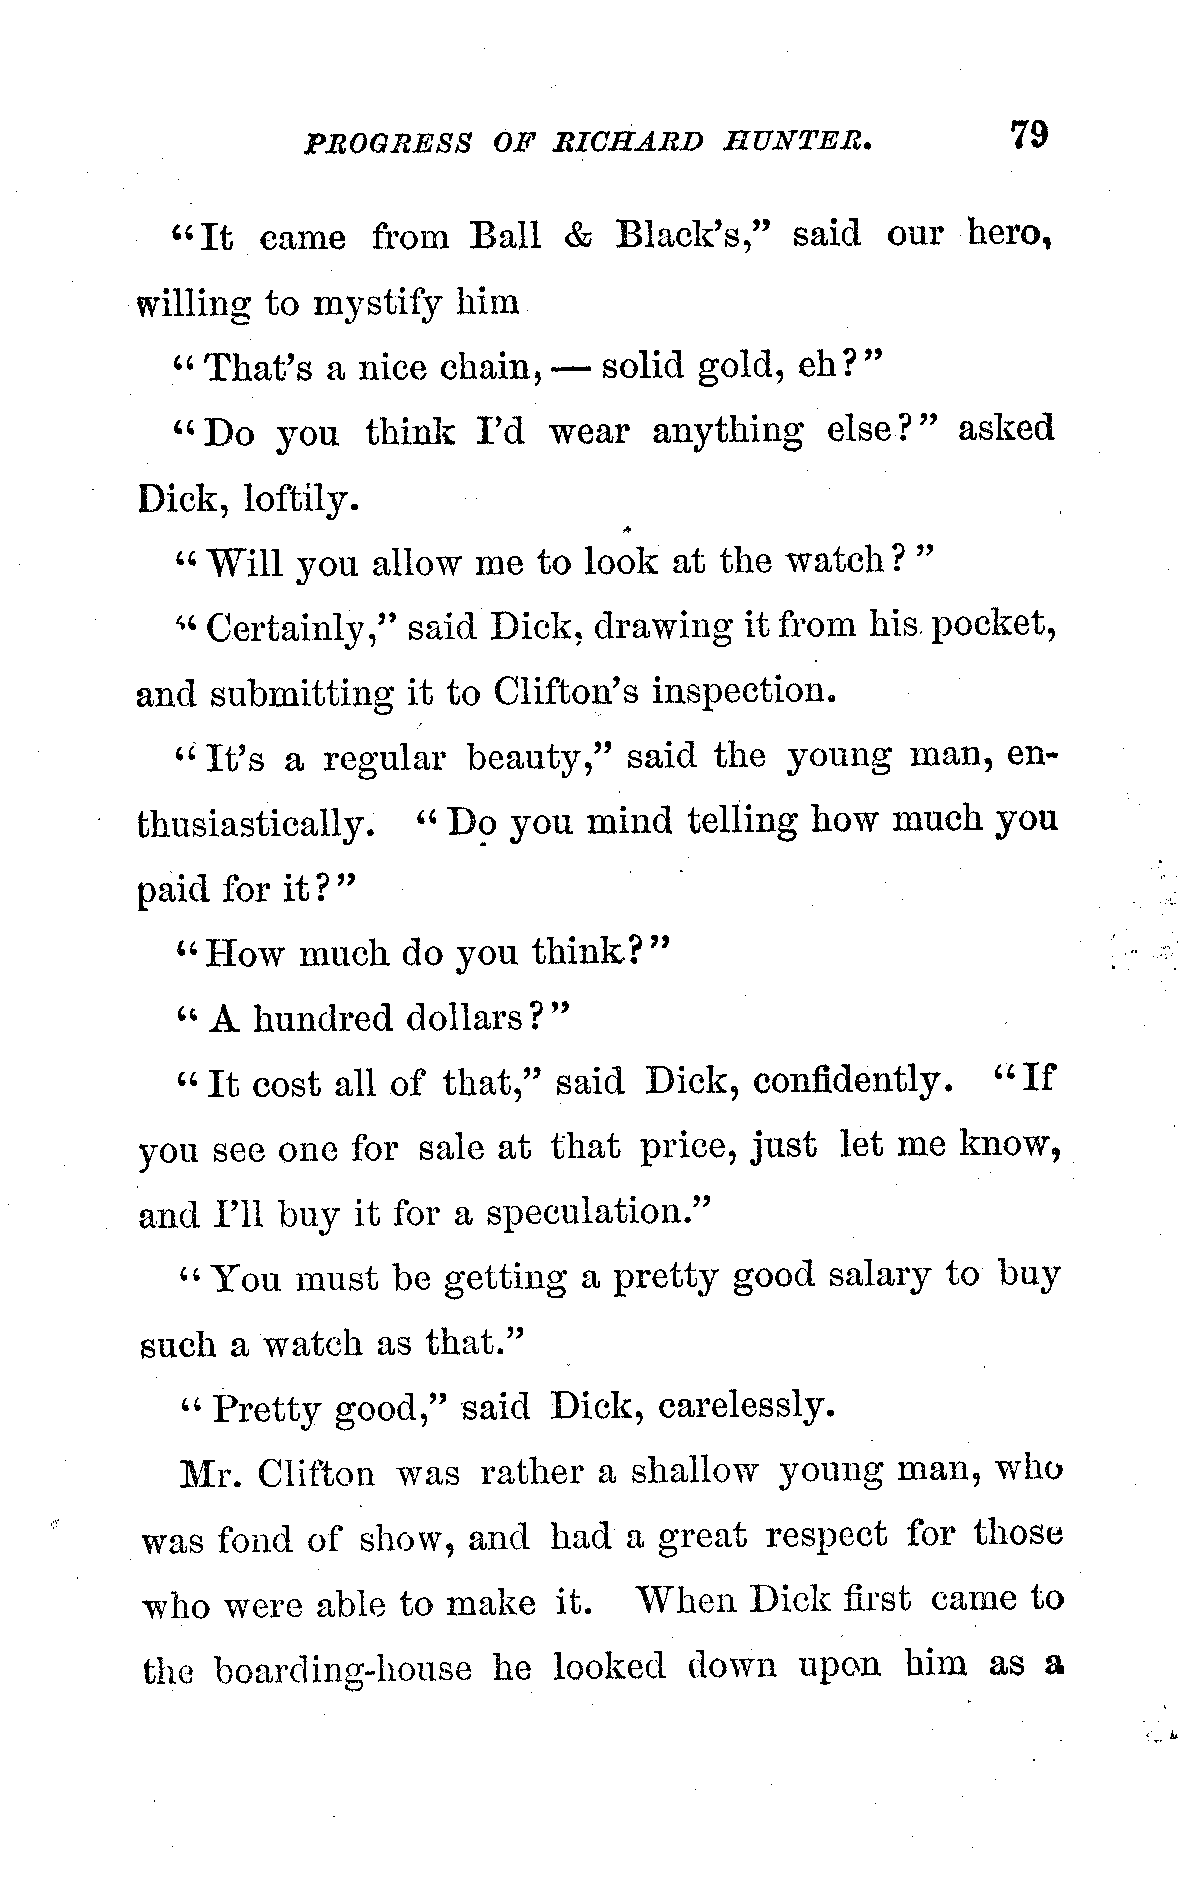 PROGRESS OF RICHARD HUNTER. 79
"It came from Ball & Black's," said our hero,
willing to mystify him
"That's a nice chain, — solid gold, eh?"
"Do you think I'd wear anything else?" asked
Dick, loftily.
"Will you allow me to look at the watch?"
"Certainly," said Dick, drawing it from his pocket,
and submitting it to Clifton's inspection.
"It's a regular beauty," said the young man, en-
thusiastically. "Do you mind telling how much you
paid for it?"
"How much do you think?"
"A hundred dollars?"
"It cost all of that," said Dick, confidently. "If
you see one for sale at that price, just let me know,
and I'll buy it for a speculation."
"You must be getting a pretty good salary to buy
such a watch as that."
"Pretty good," said Dick, carelessly.
Mr. Clifton was rather a shallow young man, who
was fond of show, and had a great respect for those
who were able to make it. When Dick first came to
the boarding-house he looked down upon him as a